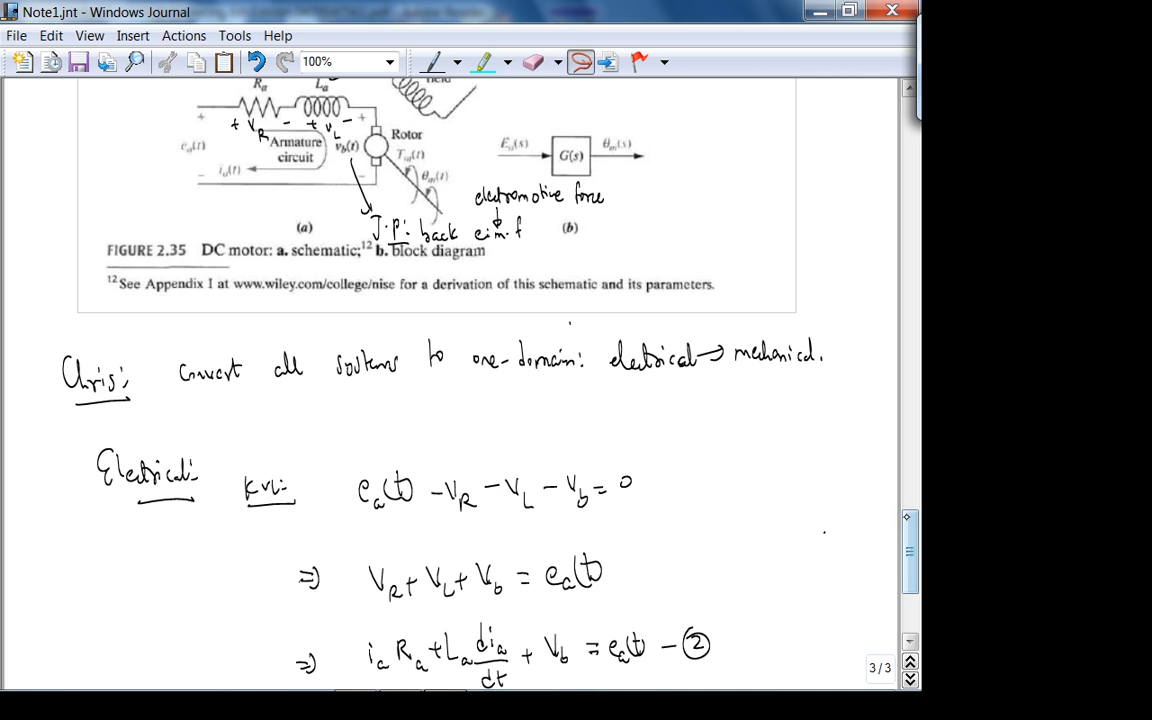 Note1.jnt - Windows Journal
File Edit View Insert Actions Tools Help
100%
Ra La
+ VR - + VL - +
Armature circuit
vb(t)
Rotor
ea(t)
Tm(t)
ia(t)
θm(t)
Ea(s) G(s) θm(s)
electromotive force
J.P: back e.m.f
(a) (b)
FIGURE 2.35 DC motor: a. schematic;12 b. block diagram
12 See Appendix I at www.wiley.com/college/nise for a derivation of this schematic and its parameters.
Chris: Convert all systems to one-domain: electrical → mechanical.
Electrical:
KVL: ea(t) - VR - VL - Vb = 0
⇒ VR + VL + Vb = ea(t)
⇒ ia Ra + La dia/dt + Vb = ea(t) - ②
3 / 3